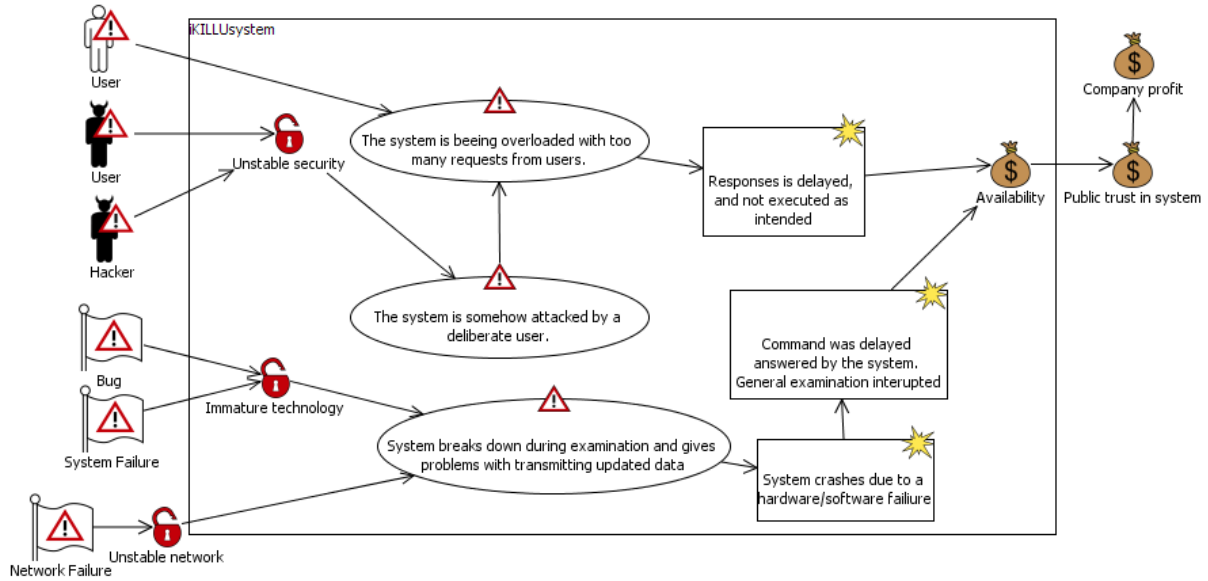 iKILLUsystem
User
User
Hacker
Unstable security
The system is beeing overloaded with too
many requests from users.
Responses is delayed,
and not executed as
intended
Availability
Company profit
Public trust in system
The system is somehow attacked by a
deliberate user.
Command was delayed
answered by the system.
General examination interupted
Bug
System Failure
Immature technology
System breaks down during examination and gives
problems with transmitting updated data
System crashes due to a
hardware/software failure
Network Failure
Unstable network